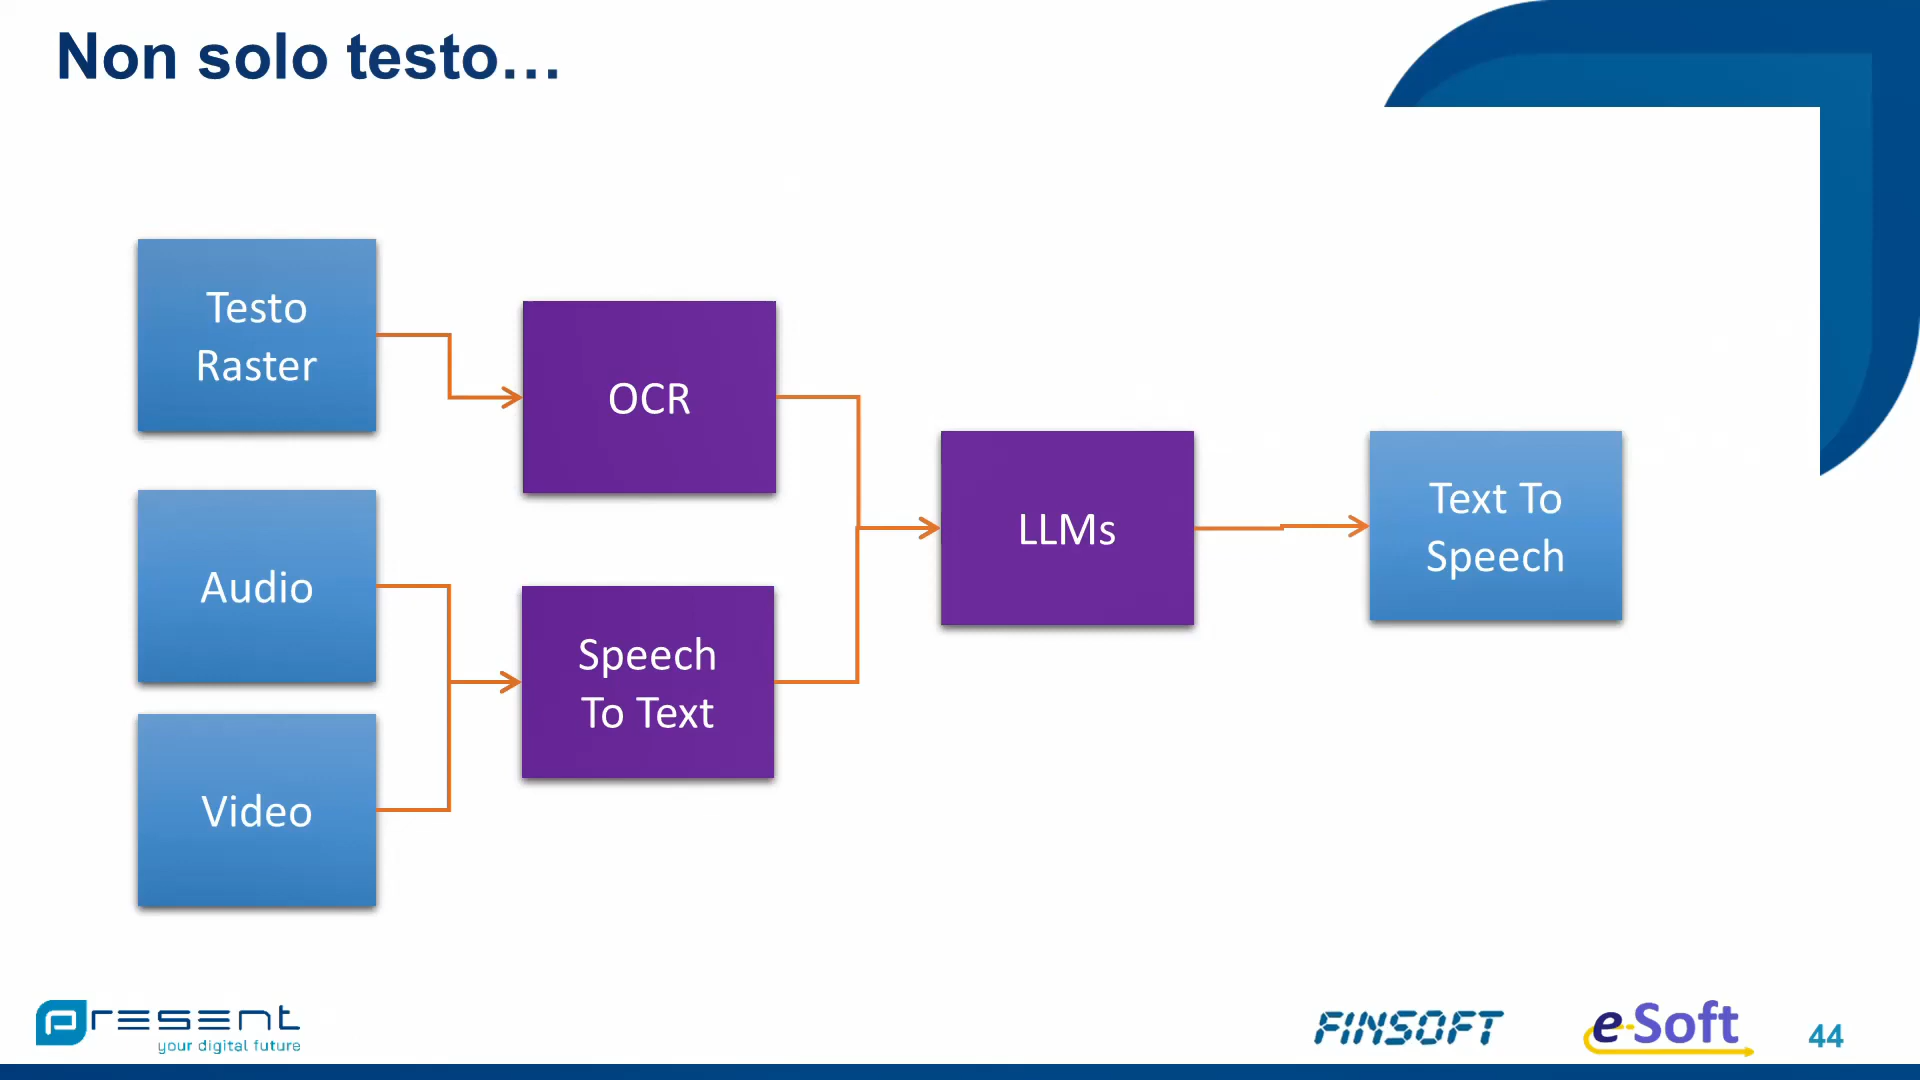 Non solo testo…
Testo
Raster
OCR
Audio
Speech
To Text
Video
LLMs
Text To
Speech
present
your digital future
FINSOFT
e-Soft
44